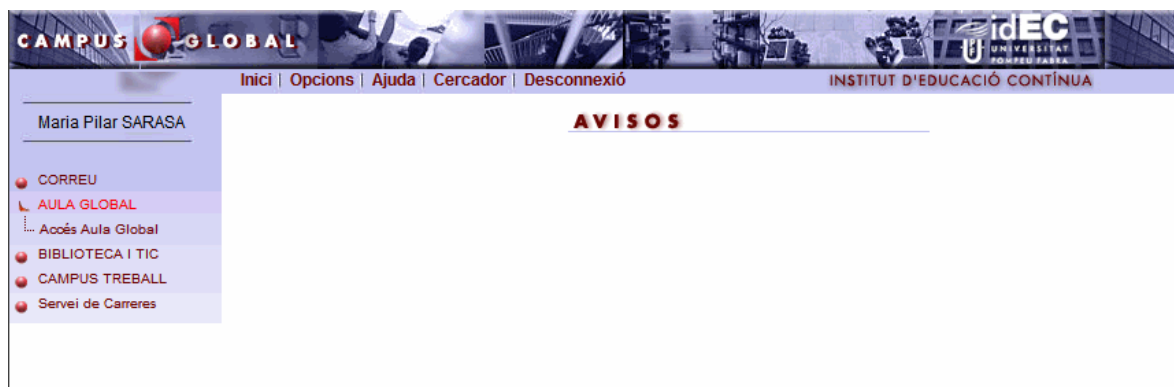 CAMPUS GLOBAL
idEC
UNIVERSITAT
POMPEU FABRA
Inici | Opcions | Ajuda | Cercador | Desconnexió
INSTITUT D'EDUCACIÓ CONTÍNUA
Maria Pilar SARASA
AVISOS
CORREU
AULA GLOBAL
Accés Aula Global
BIBLIOTECA I TIC
CAMPUS TREBALL
Servei de Carreres